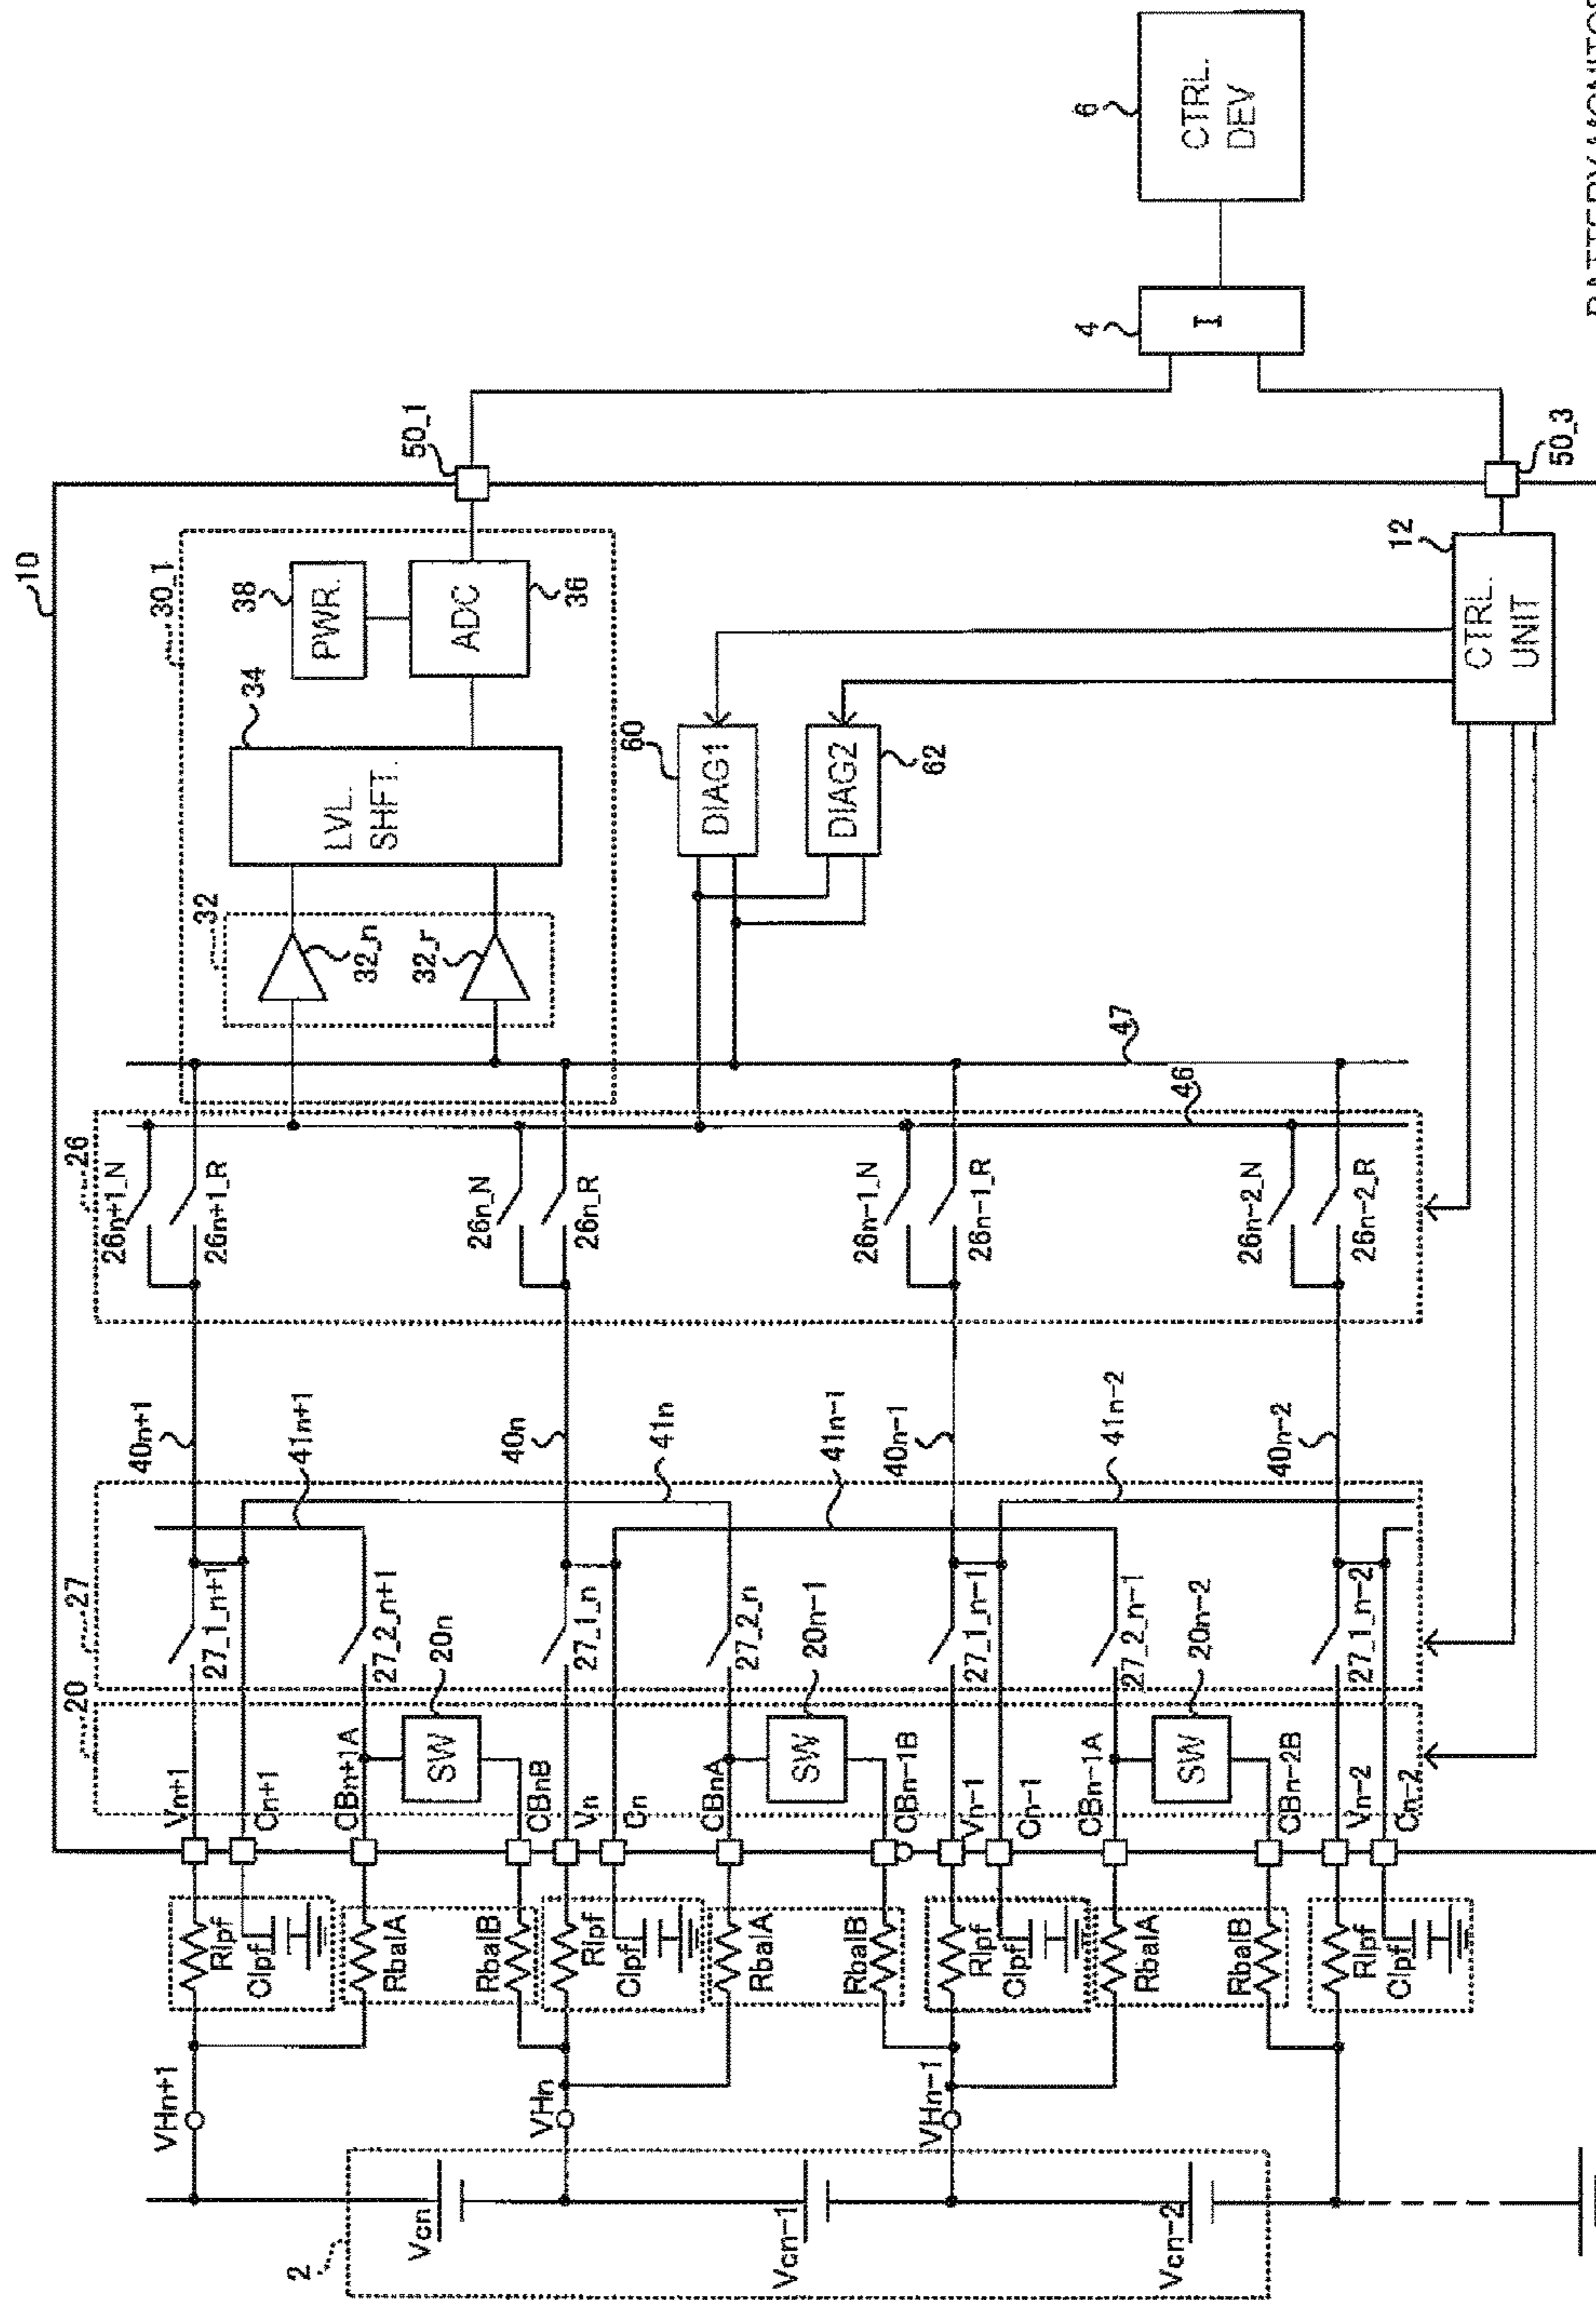 10
30_1
38
PWR.
ADC
36
34
LVL.
SHFT.
32
32_n
32_r
50_1
4
I
6
CTRL.
DEV
50_3
12
CTRL.
UNIT
60
DIAG1
DIAG2
62
47
46
26
26n+1_N
26n+1_R
26n_N
26n_R
26n-1_N
26n-1_R
26n-2_N
26n-2_R
40n+1
41n+1
40n
41n
41n-1
40n-1
41n-2
40n-2
27
27_1_n+1
27_2_n+1
27_1_n
27_2_n
27_1_n-1
27_2_n-1
27_1_n-2
20
20n
SW
20n-1
SW
20n-2
SW
Vn+1
Cn+1
CBn+1A
CBnB
Vn
Cn
CBnA
CBn-1B
Vn-1
Cn-1
CBn-1A
CBn-2B
Vn-2
Cn-2
Rlpf
Clpf
RbalA
RbalB
Rlpf
Clpf
RbalA
RbalB
Rlpf
Clpf
RbalA
RbalB
Rlpf
Clpf
VHn+1
VHn
VHn-1
2
Vcn
Vcn-1
Vcn-2